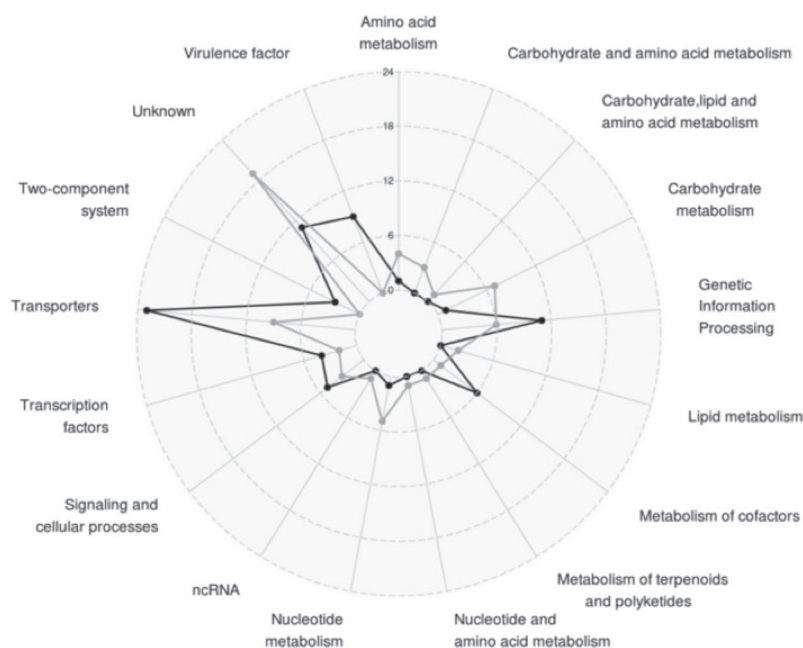 Amino acid
metabolism
Virulence factor
Carbohydrate and amino acid metabolism
24
Unknown
Carbohydrate,lipid and
amino acid metabolism
18
12
Two-component
system
Carbohydrate
metabolism
6
0
Transporters
Genetic
Information
Processing
Transcription
factors
Lipid metabolism
Signaling and
cellular processes
Metabolism of cofactors
ncRNA
Metabolism of terpenoids
and polyketides
Nucleotide
metabolism
Nucleotide and
amino acid metabolism